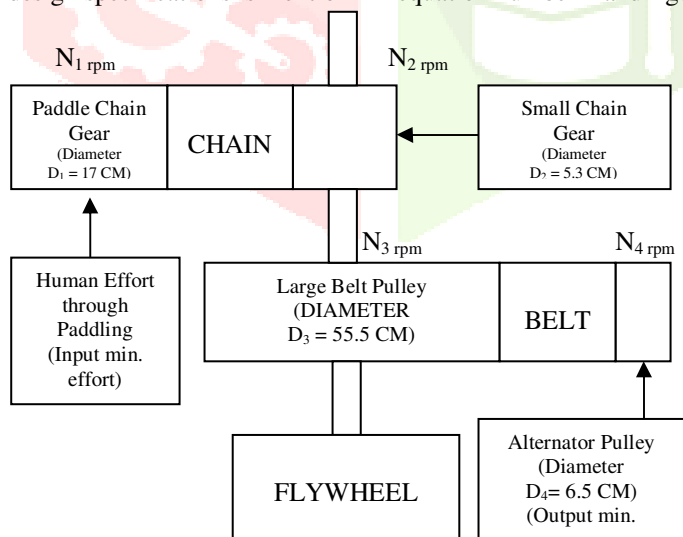 N₁ rpm
N₂ rpm
Paddle Chain
Gear
(Diameter
D₁ = 17 CM)
CHAIN
Small Chain
Gear
(Diameter
D₂ = 5.3 CM)
N₃ rpm
N₄ rpm
Human Effort
through
Paddling
(Input min.
effort)
Large Belt Pulley
(DIAMETER
D₃ = 55.5 CM)
BELT
FLYWHEEL
Alternator Pulley
(Diameter
D₄= 6.5 CM)
(Output min.